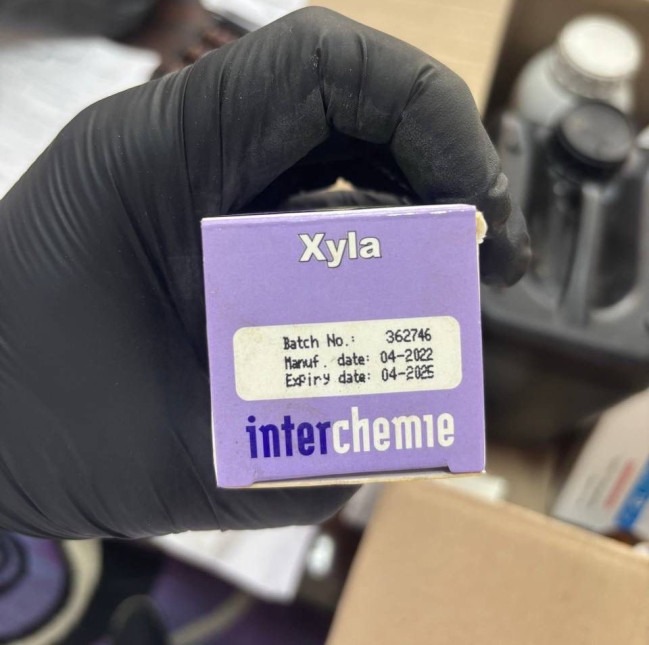 Xyla
Batch No.: 362746
Manuf. date: 04-2022
Expiry date: 04-2025
interchemie